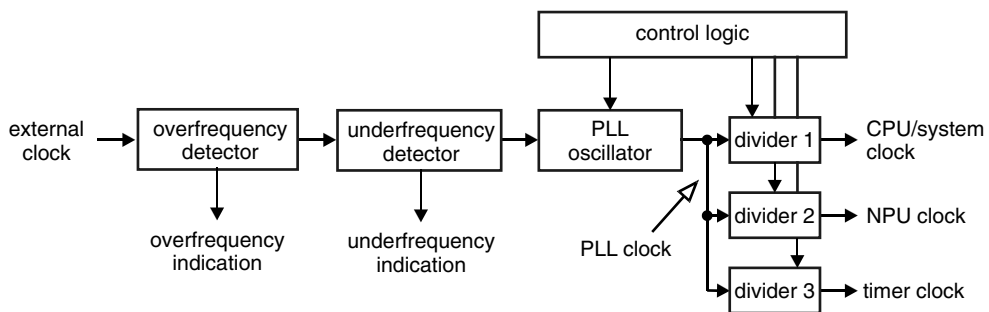 control logic
external
clock
overfrequency
detector
underfrequency
detector
PLL
oscillator
divider 1
CPU/system
clock
overfrequency
indication
underfrequency
indication
PLL clock
divider 2
NPU clock
divider 3
timer clock